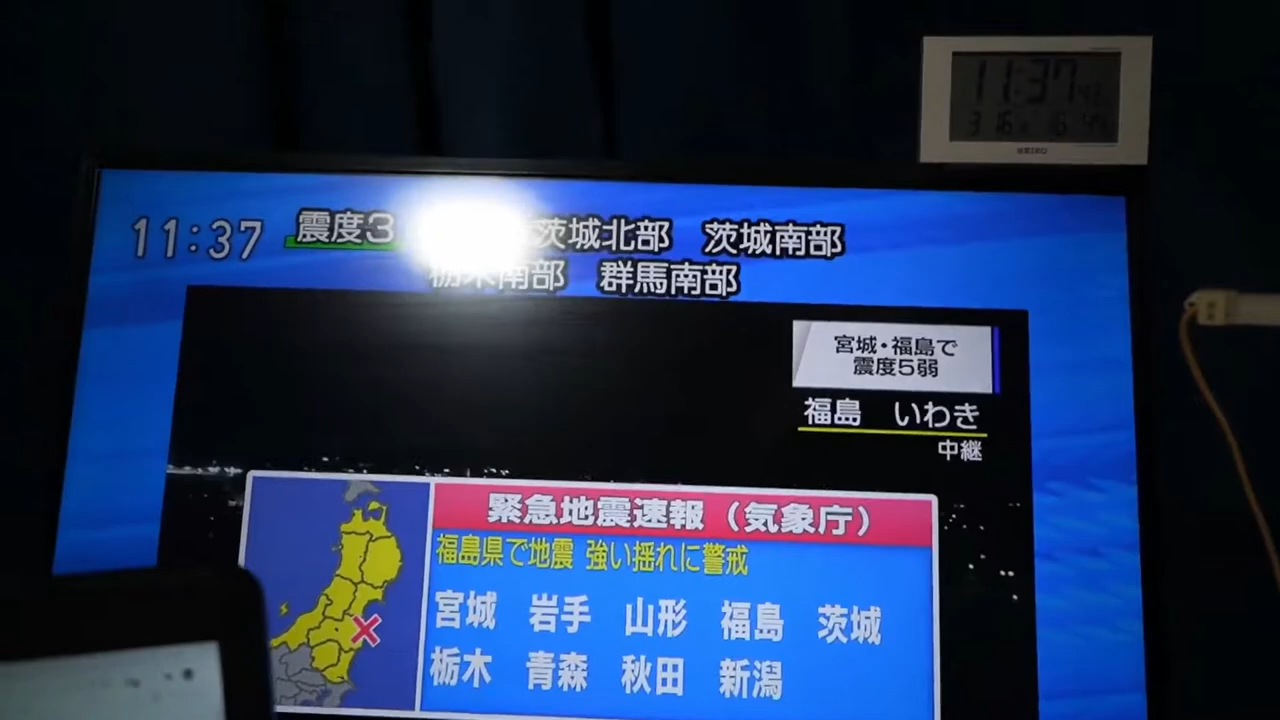 11:37
SEIKO
11:37 震度3 茨城北部 茨城南部
栃木南部 群馬南部
宮城・福島で
震度5弱
福島 いわき
中継
緊急地震速報（気象庁）
福島県で地震 強い揺れに警戒
宮城 岩手 山形 福島 茨城
栃木 青森 秋田 新潟